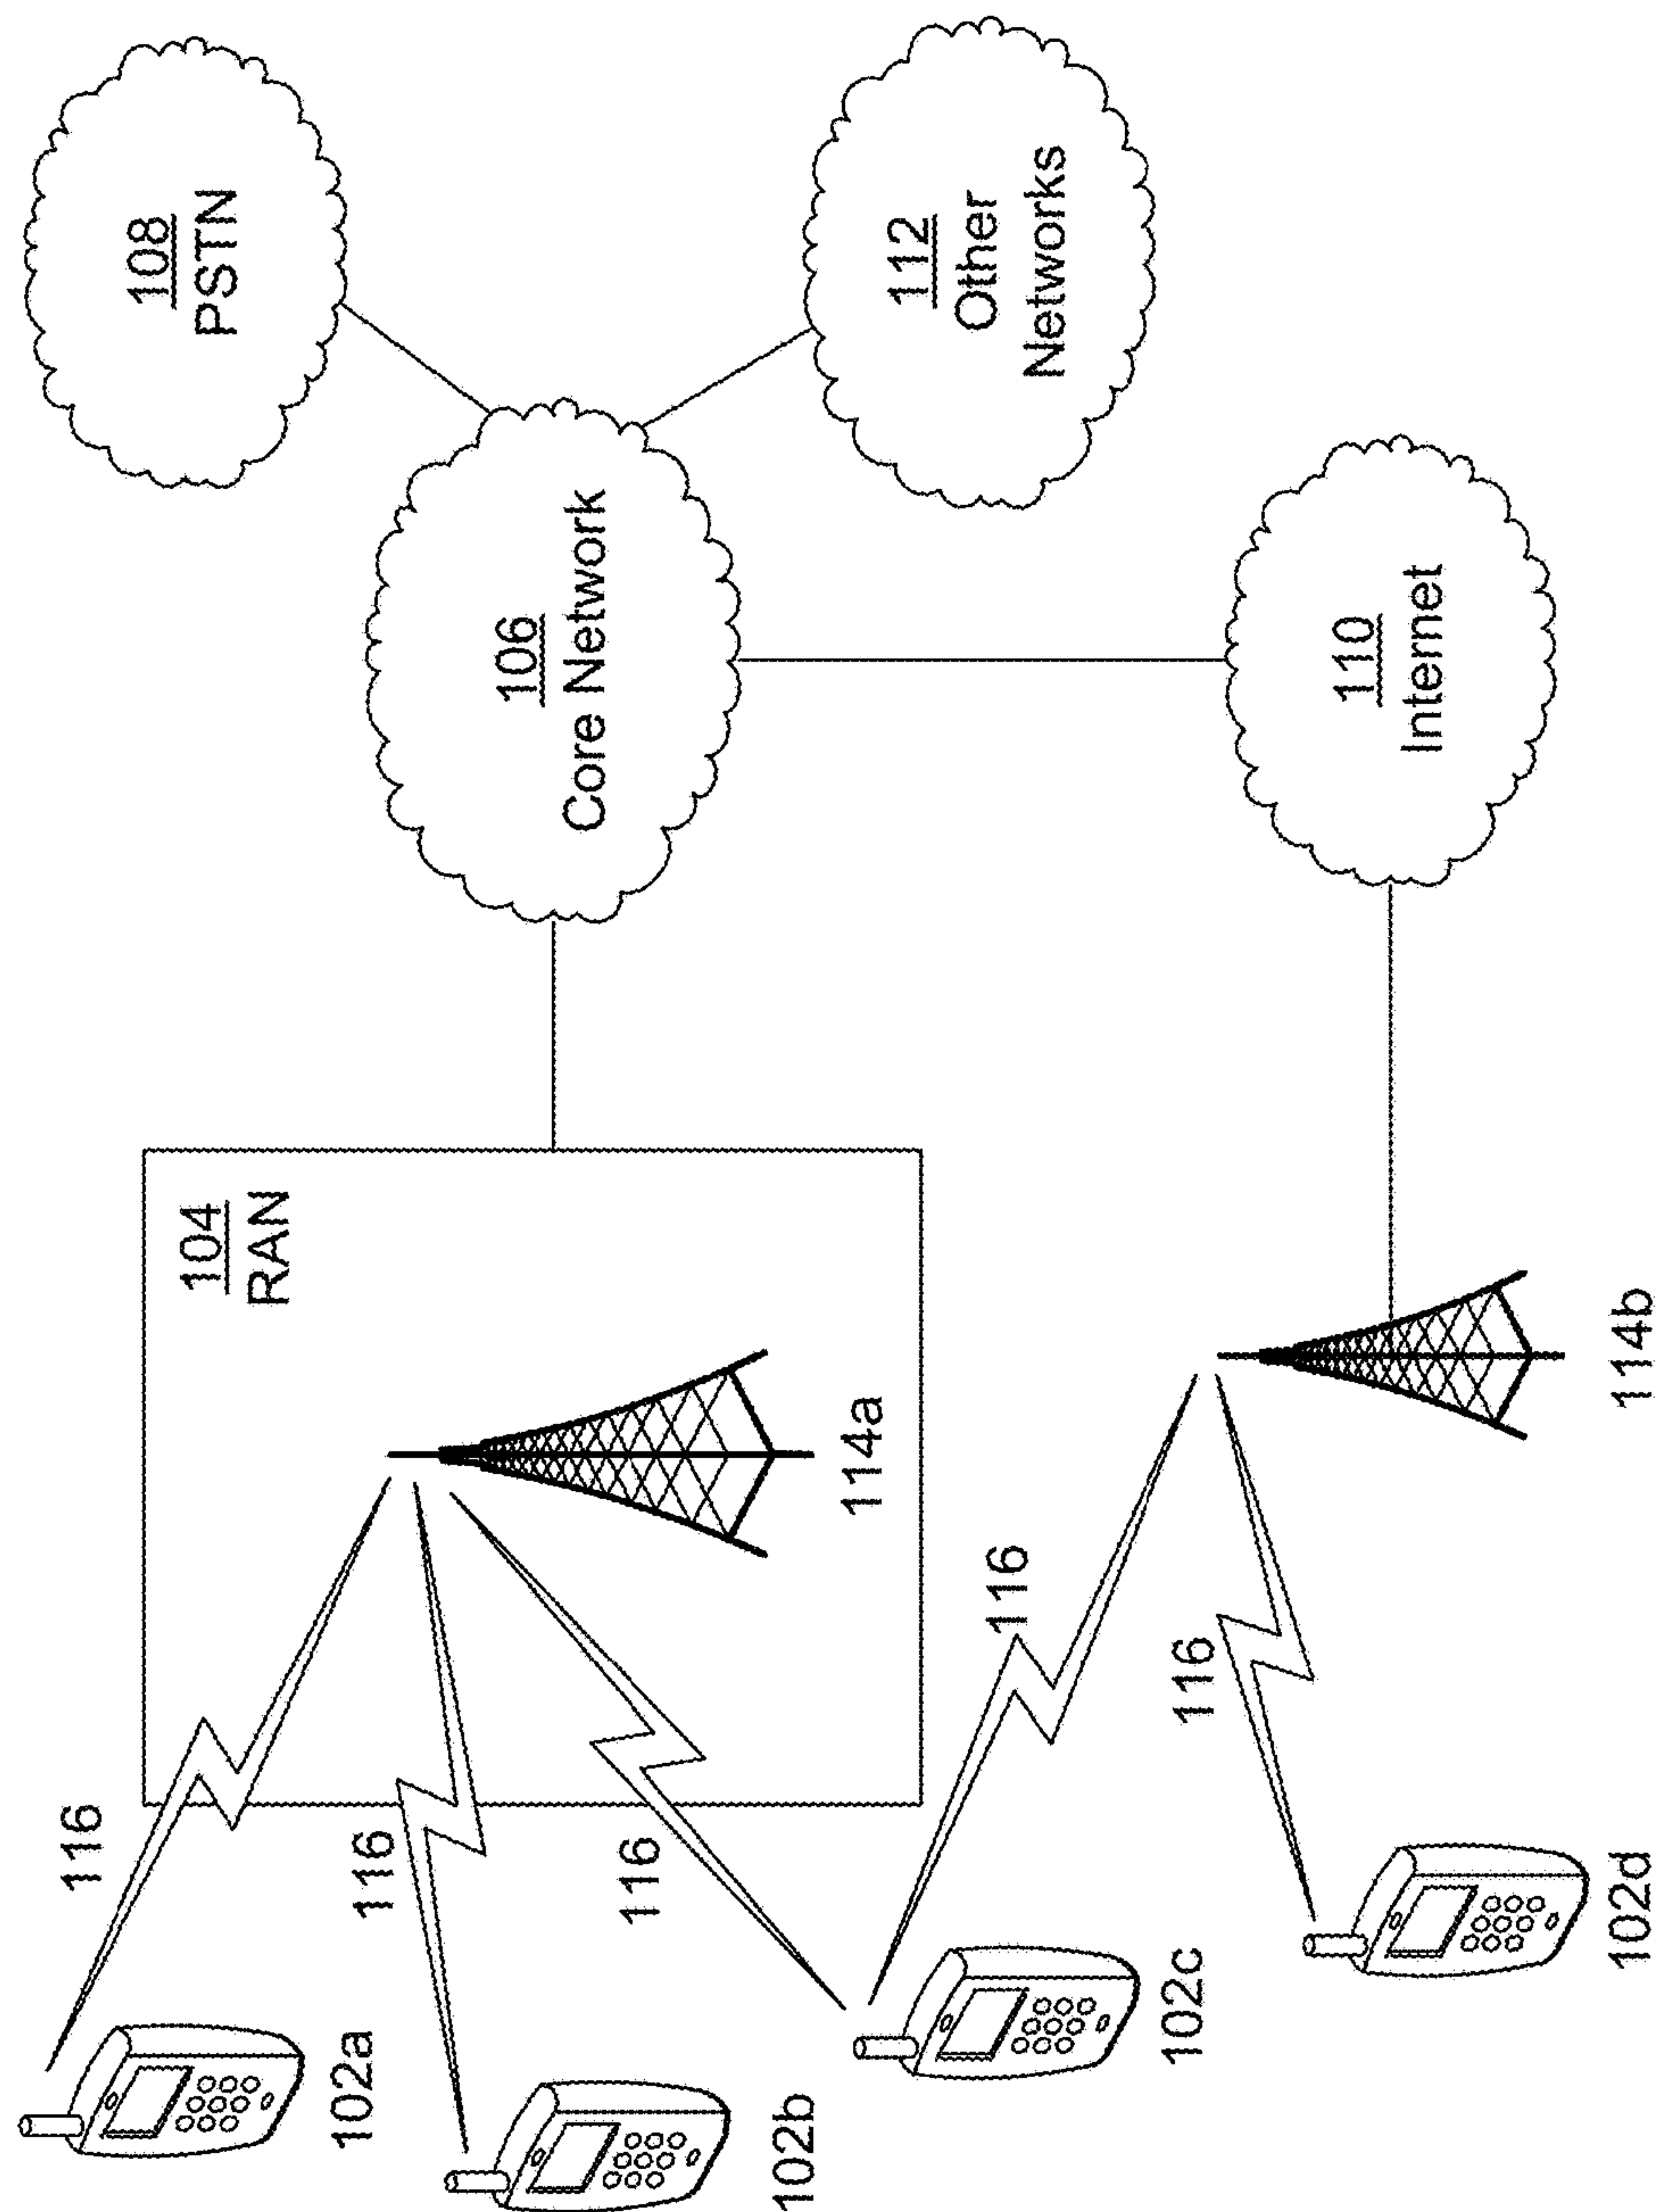 108
PSTN
106
Core Network
112
Other
Networks
110
Internet
104
RAN
114a
114b
116
116
116
116
116
102a
102b
102c
102d